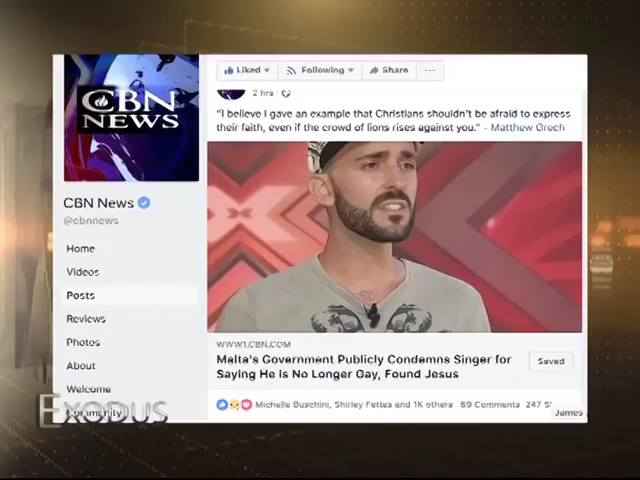 CBN
NEWS
CBN News
@cbnnews
Home
Videos
Posts
Reviews
Photos
About
Welcome
Community
EXODUS
Liked
Following
Share
...
2 hrs ·
"I believe I gave an example that Christians shouldn't be afraid to express
their faith, even if the crowd of lions rises against you." - Matthew Grech
WWW1.CBN.COM
Malta's Government Publicly Condemns Singer for
Saying He is No Longer Gay, Found Jesus
Saved
Michelle Buschini, Shirley Fettes and 1K others
69 Comments 247 S
James